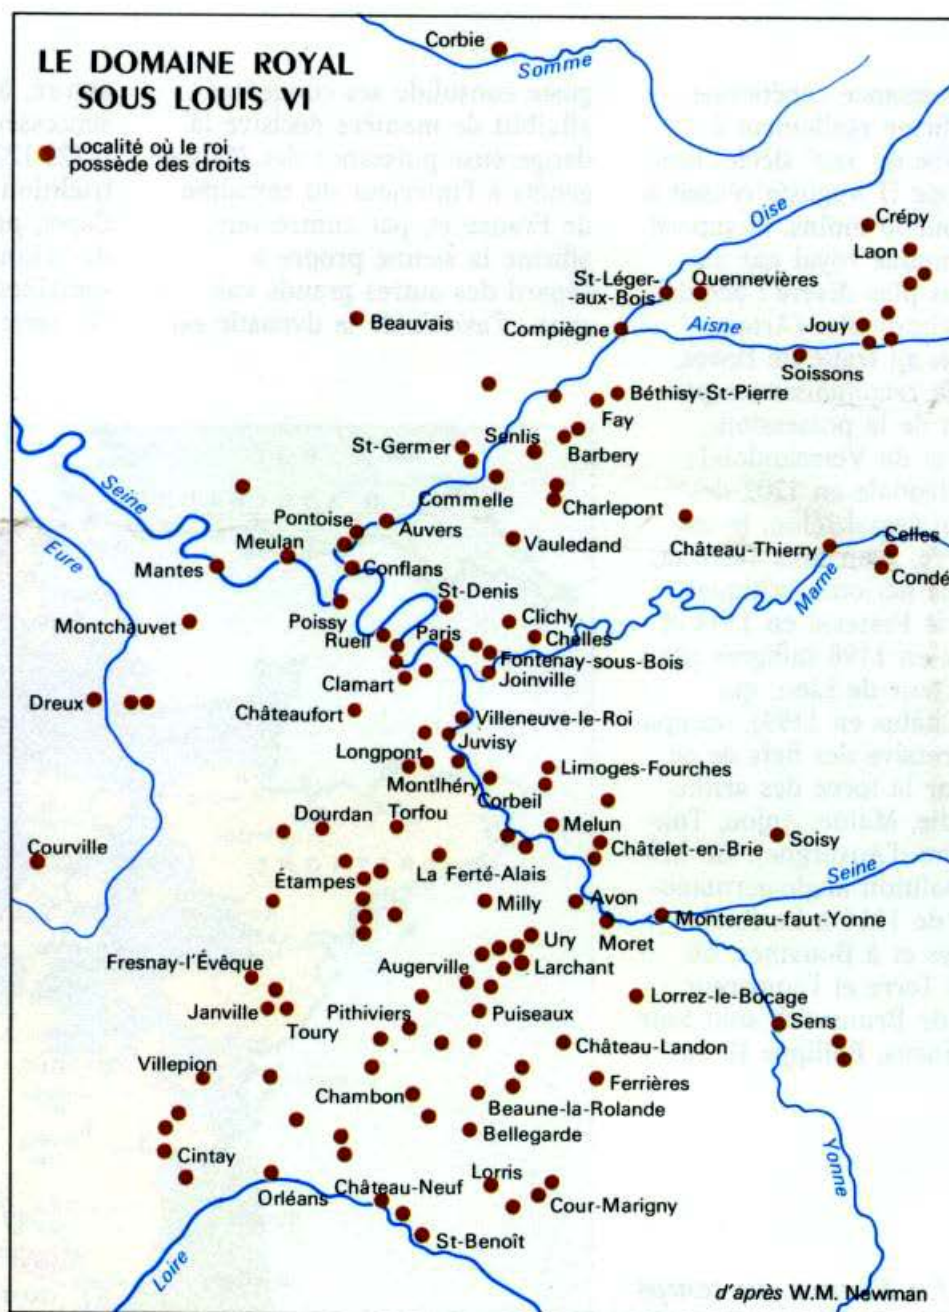 LE DOMAINE ROYAL
SOUS LOUIS VI
Localité où le roi
possède des droits
Corbie
Somme
Oise
Crépy
Laon
St-Léger-
aux-Bois
Quennevières
Beauvais
Compiègne
Aisne
Jouy
Soissons
Béthisy-St-Pierre
Fay
St-Germer
Senlis
Barbery
Seine
Commelle
Charlepont
Pontoise
Auvers
Eure
Meulan
Vauledand
Château-Thierry
Celles
Mantes
Conflans
Condé
St-Denis
Marne
Montchauvet
Poissy
Clichy
Rueil
Paris
Chelles
Fontenay-sous-Bois
Clamart
Joinville
Dreux
Châteaufort
Villeneuve-le-Roi
Juvisy
Longpont
Limoges-Fourches
Montlhéry
Corbeil
Dourdan
Torfou
Melun
Soisy
Courville
Châtelet-en-Brie
Seine
Étampes
La Ferté-Alais
Milly
Avon
Montereau-faut-Yonne
Moret
Ury
Fresnay-l'Évêque
Augerville
Larchant
Lorrez-le-Bocage
Janville
Pithiviers
Puiseaux
Sens
Toury
Château-Landon
Villepion
Ferrières
Chambon
Beaune-la-Rolande
Bellegarde
Cintay
Yonne
Lorris
Orléans
Château-Neuf
Cour-Marigny
St-Benoît
Loire
d'après W.M. Newman